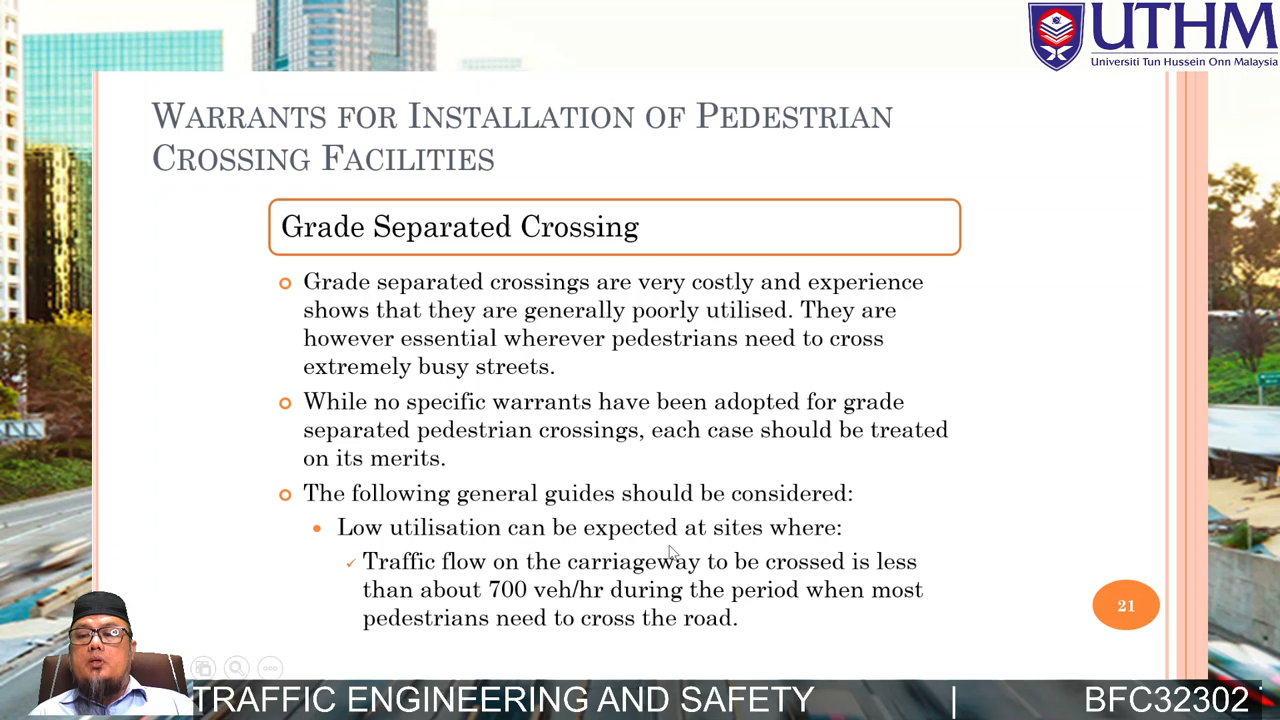 UTHM
Universiti Tun Hussein Onn Malaysia
WARRANTS FOR INSTALLATION OF PEDESTRIAN
CROSSING FACILITIES
Grade Separated Crossing
Grade separated crossings are very costly and experience
shows that they are generally poorly utilised. They are
however essential wherever pedestrians need to cross
extremely busy streets.
While no specific warrants have been adopted for grade
separated pedestrian crossings, each case should be treated
on its merits.
The following general guides should be considered:
Low utilisation can be expected at sites where:
Traffic flow on the carriageway to be crossed is less
than about 700 veh/hr during the period when most
pedestrians need to cross the road.
21
TRAFFIC ENGINEERING AND SAFETY | BFC32302